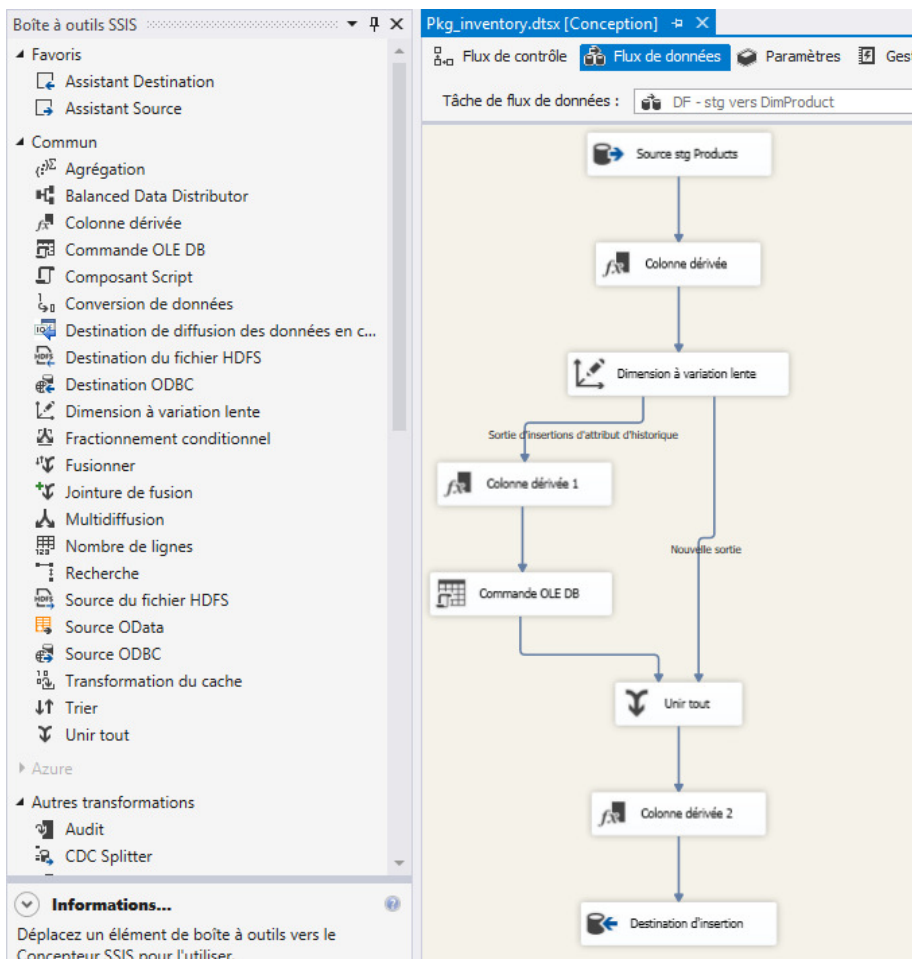 Boîte à outils SSIS
Favoris
Assistant Destination
Assistant Source
Commun
Agrégation
Balanced Data Distributor
Colonne dérivée
Commande OLE DB
Composant Script
Conversion de données
Destination de diffusion des données en c...
Destination du fichier HDFS
Destination ODBC
Dimension à variation lente
Fractionnement conditionnel
Fusionner
Jointure de fusion
Multidiffusion
Nombre de lignes
Recherche
Source du fichier HDFS
Source OData
Source ODBC
Transformation du cache
Trier
Unir tout
Azure
Autres transformations
Audit
CDC Splitter
Informations...
Déplacez un élément de boîte à outils vers le
Concepteur SSIS pour l'utiliser.
Pkg_inventory.dtsx [Conception]
Flux de contrôle Flux de données Paramètres Gest
Tâche de flux de données : DF - stg vers DimProduct
Source stg Products
Colonne dérivée
Dimension à variation lente
Sortie d'insertions d'attribut d'historique
Colonne dérivée 1
Nouvelle sortie
Commande OLE DB
Unir tout
Colonne dérivée 2
Destination d'insertion